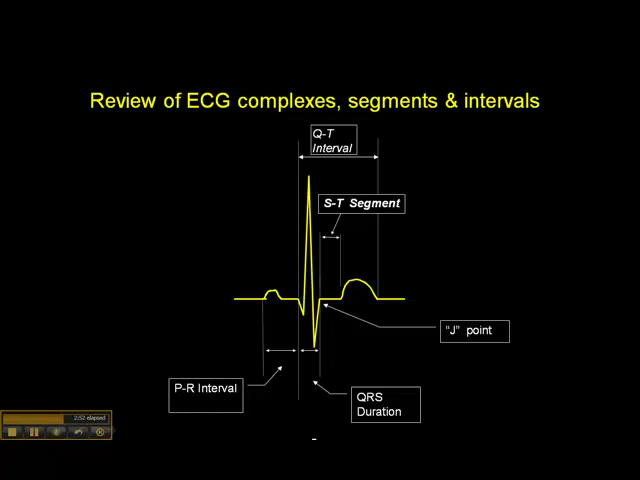 Review of ECG complexes, segments & intervals
Q-T
Interval
S-T Segment
"J" point
P-R Interval
QRS
Duration
2:52 elapsed